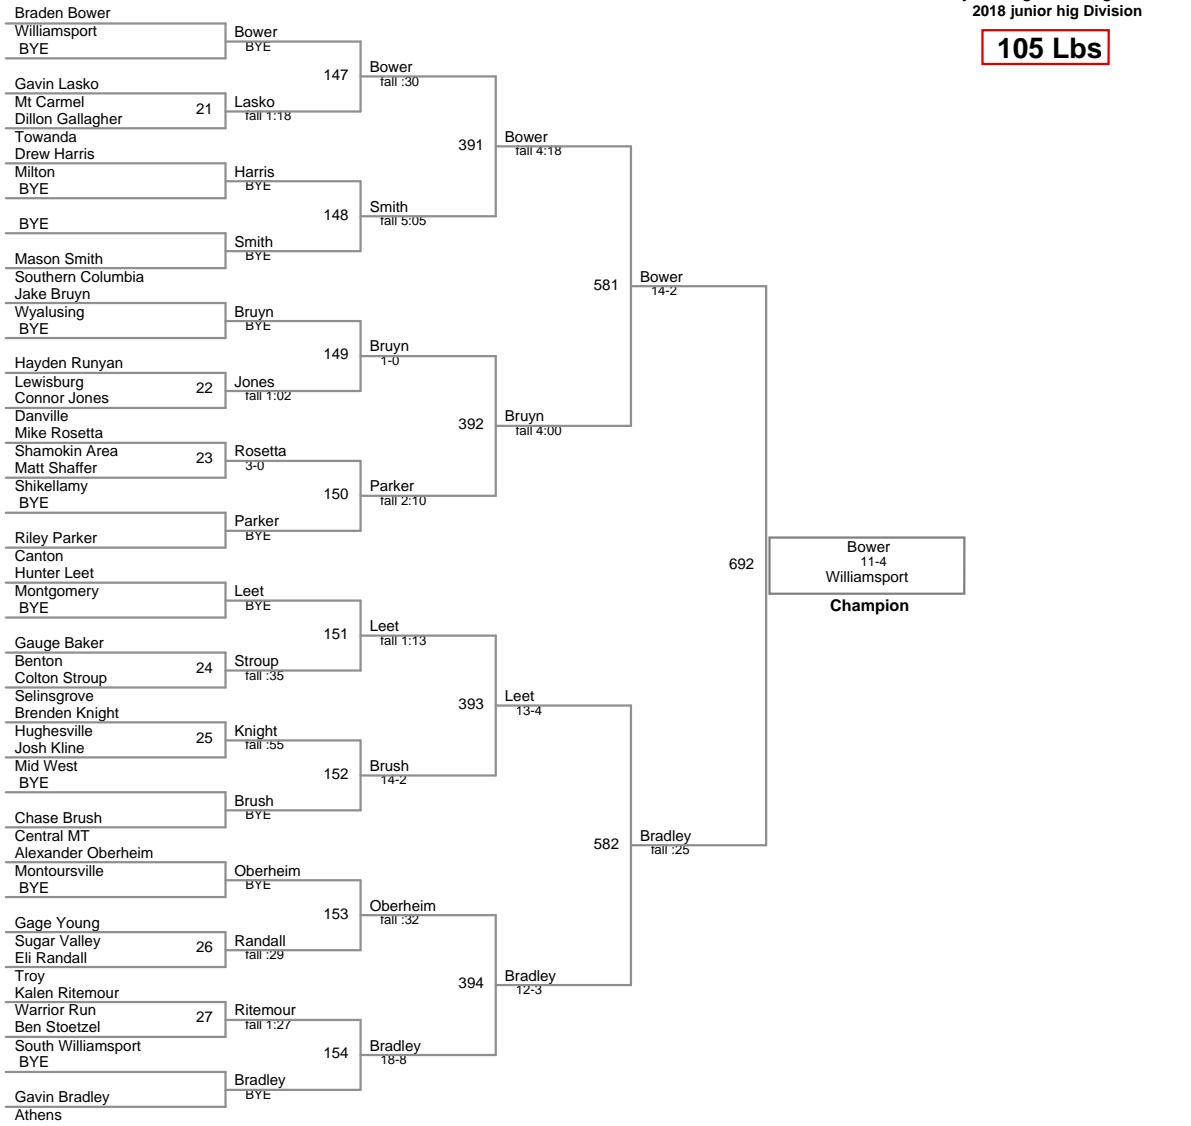 2018 junior hig Division
105 Lbs
Braden Bower
Williamsport
BYE
Gavin Lasko
Mt Carmel
21
Dillon Gallagher
Towanda
Drew Harris
Milton
BYE
BYE
Mason Smith
Southern Columbia
Jake Bruyn
Wyalusing
BYE
Hayden Runyan
Lewisburg
22
Connor Jones
Danville
Mike Rosetta
Shamokin Area
23
Matt Shaffer
Shikellamy
BYE
Riley Parker
Canton
Hunter Leet
Montgomery
BYE
Gauge Baker
Benton
24
Colton Stroup
Selinsgrove
Brenden Knight
Hughesville
25
Josh Kline
Mid West
BYE
Chase Brush
Central MT
Alexander Oberheim
Montoursville
BYE
Gage Young
Sugar Valley
26
Eli Randall
Troy
Kalen Ritemour
Warrior Run
27
Ben Stoetzel
South Williamsport
BYE
Gavin Bradley
Athens
Bower
BYE
147
Lasko
fall 1:18
Harris
BYE
148
Smith
BYE
Bruyn
BYE
149
Jones
fall 1:02
Rosetta
3-0
150
Parker
BYE
Leet
BYE
151
Stroup
fall :35
Knight
fall :55
152
Brush
BYE
Oberheim
BYE
153
Randall
fall :29
Ritemour
fall 1:27
154
Bradley
BYE
Bower
fall :30
391
Smith
fall 5:05
Bruyn
1-0
392
Parker
fall 2:10
Leet
fall 1:13
393
Brush
14-2
Oberheim
fall :32
394
Bradley
18-8
Bower
fall 4:18
581
Bruyn
fall 4:00
Leet
13-4
582
Bradley
12-3
Bower
14-2
692
Bradley
fall :25
Bower
11-4
Williamsport
Champion